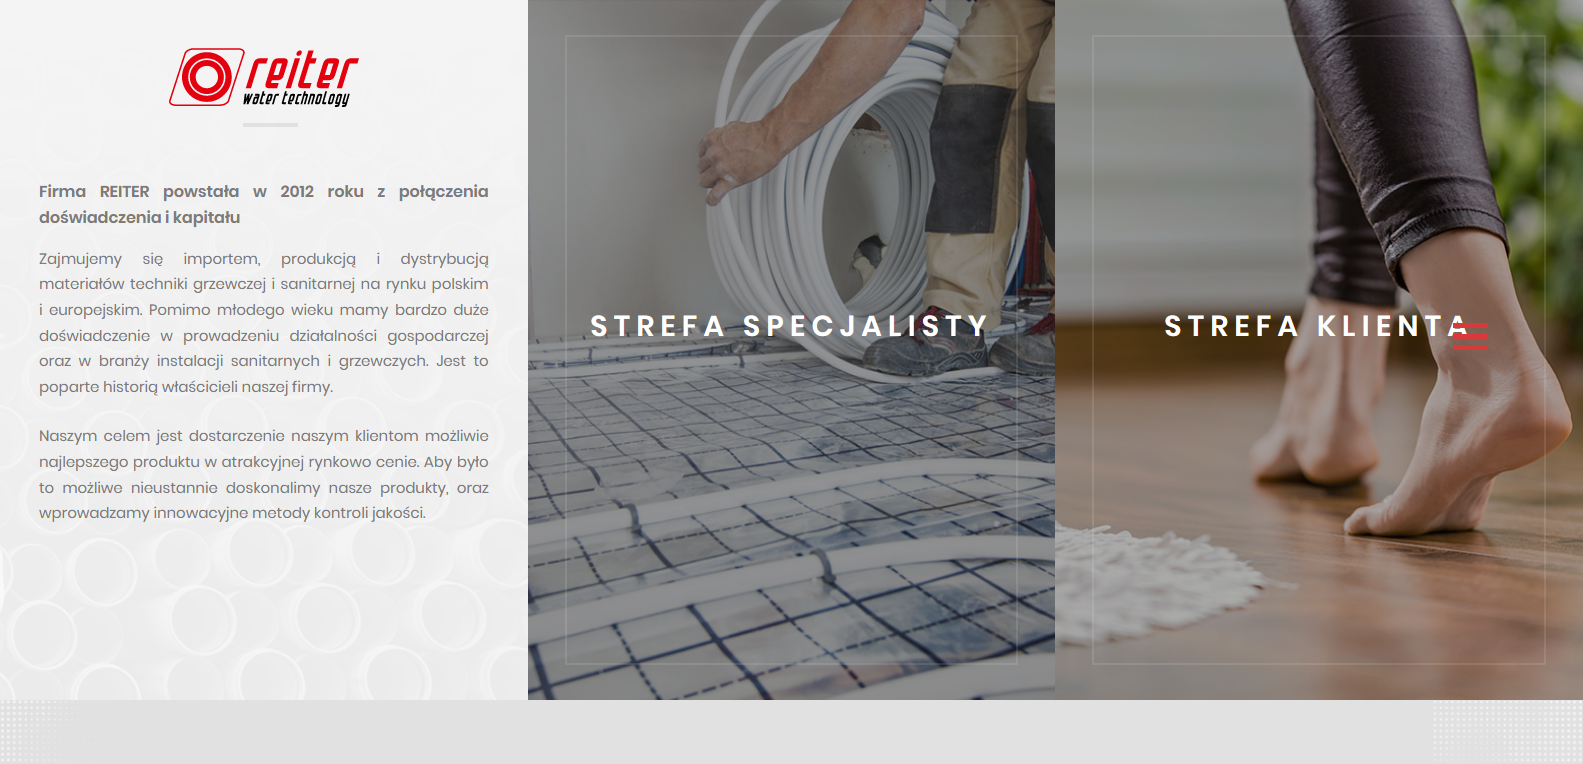 reiter
water technology
Firma REITER powstała w 2012 roku z połączenia
doświadczenia i kapitału
Zajmujemy się importem, produkcją i dystrybucją
materiałów techniki grzewczej i sanitarnej na rynku polskim
i europejskim. Pomimo młodego wieku mamy bardzo duże
doświadczenie w prowadzeniu działalności gospodarczej
oraz w branży instalacji sanitarnych i grzewczych. Jest to
poparte historią właścicieli naszej firmy.
Naszym celem jest dostarczenie naszym klientom możliwie
najlepszego produktu w atrakcyjnej rynkowo cenie. Aby było
to możliwe nieustannie doskonalimy nasze produkty, oraz
wprowadzamy innowacyjne metody kontroli jakości.
STREFA SPECJALISTY
STREFA KLIENTA